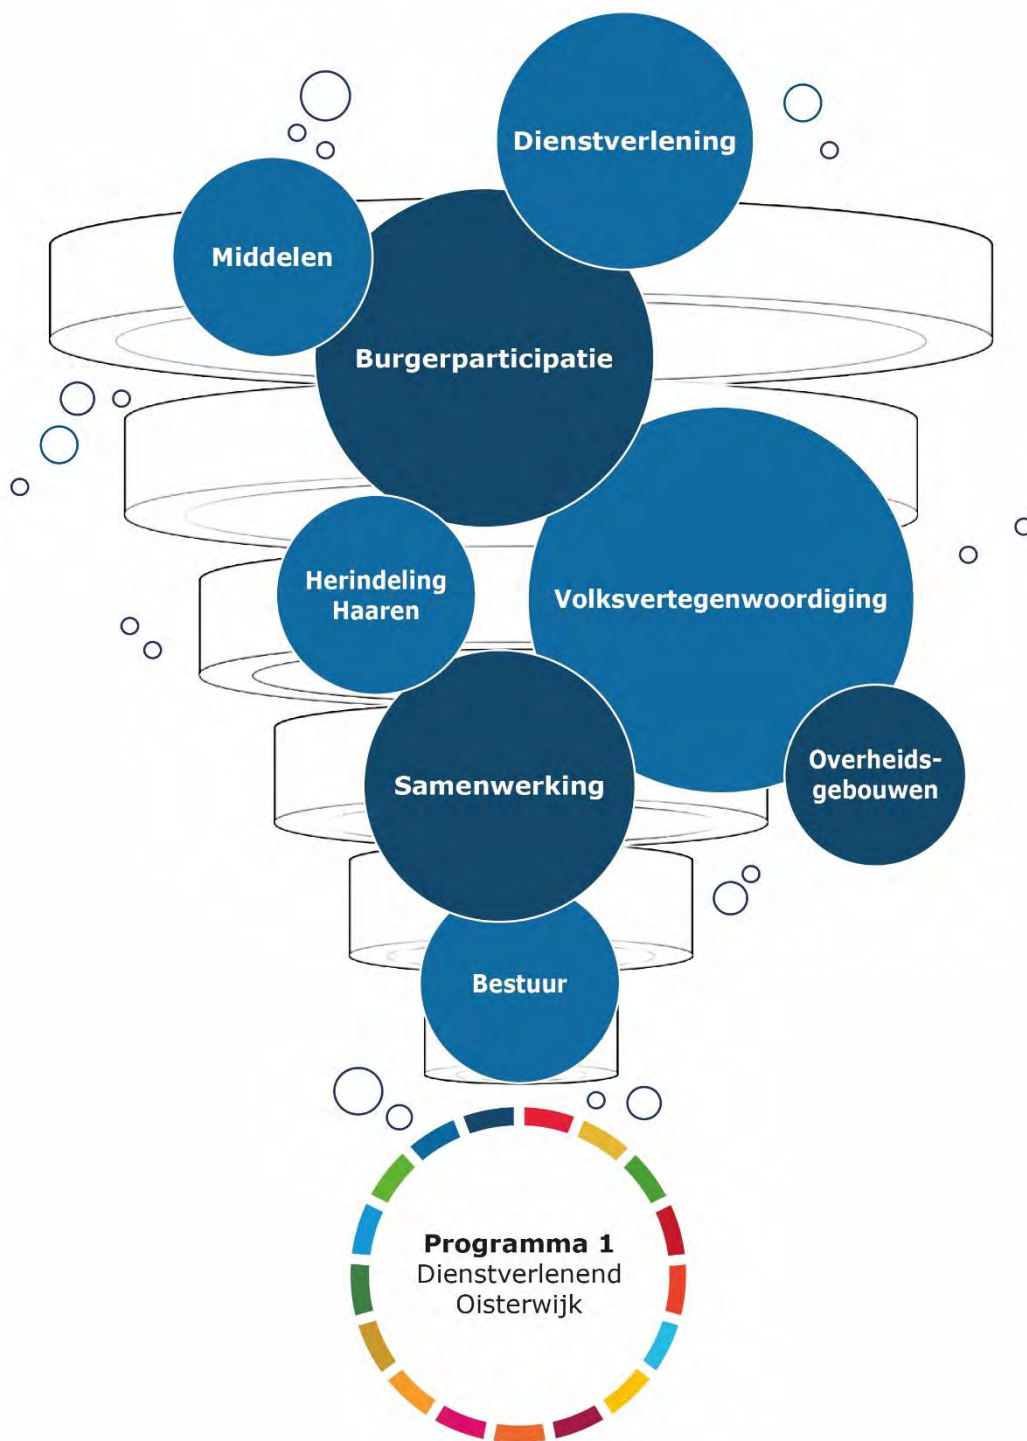 Dienstverlening
Middelen
Burgerparticipatie
Herindeling
Haaren
Volksvertegenwoordiging
Overheids-
gebouwen
Samenwerking
Bestuur
Programma 1
Dienstverlenend
Oisterwijk